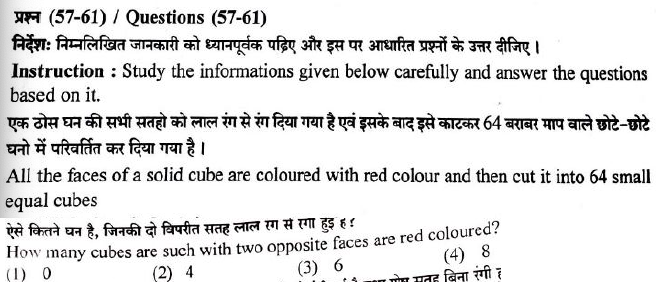 प्रश्न (57-61) / Questions (57-61)
निर्देश: निम्नलिखित जानकारी को ध्यानपूर्वक पढ़िए और इस पर आधारित प्रश्नों के उत्तर दीजिए ।
Instruction : Study the informations given below carefully and answer the questions
based on it.
एक ठोस घन की सभी सतहो को लाल रंग से रंग दिया गया है एवं इसके बाद इसे काटकर 64 बराबर माप वाले छोटे-छोटे
घनो में परिवर्तित कर दिया गया है ।
All the faces of a solid cube are coloured with red colour and then cut it into 64 small
equal cubes
ऐसे कितने घन है, जिनकी दो विपरीत सतह लाल रंग से रंगी हुई है?
How many cubes are such with two opposite faces are red coloured?
(1) 0 (2) 4 (3) 6 (4) 8
सतह बिना रंगी